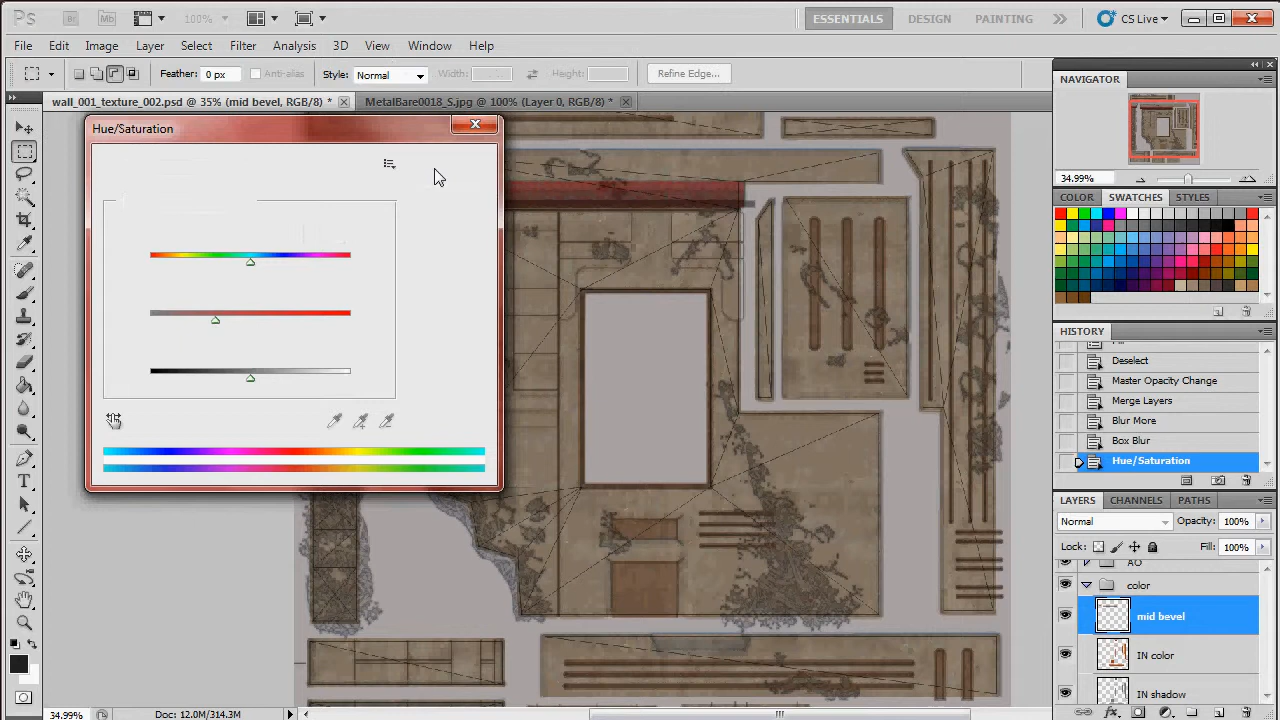 Ps Br Mb 100% ESSENTIALS DESIGN PAINTING CS Live
File Edit Image Layer Select Filter Analysis 3D View Window Help
Feather: 0 px Anti-alias Style: Normal Width: Height: Refine Edge...
wall_001_texture_002.psd @ 35% (mid bevel, RGB/8) * MetalBare0018_S.jpg @ 100% (Layer 0, RGB/8) *
Hue/Saturation
NAVIGATOR
34.99%
COLOR SWATCHES STYLES
HISTORY
Deselect
Master Opacity Change
Merge Layers
Blur More
Box Blur
Hue/Saturation
LAYERS CHANNELS PATHS
Normal Opacity: 100%
Lock: Fill: 100%
AO
color
mid bevel
IN color
IN shadow
34.99% Doc: 12.0M/314.3M